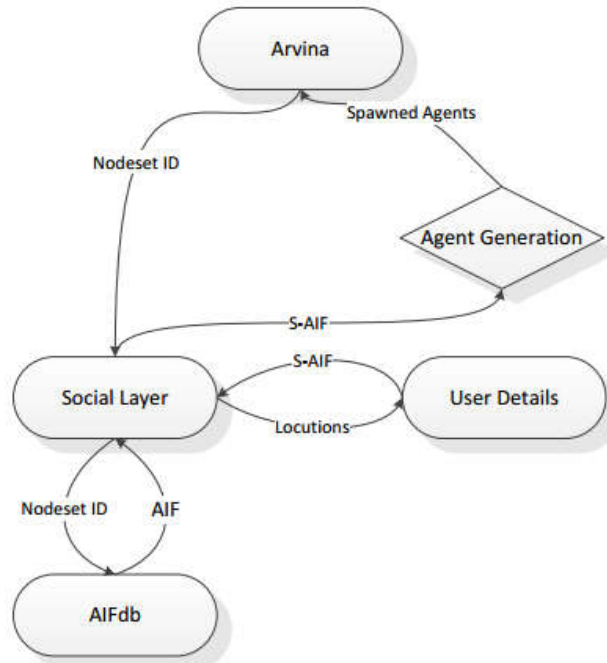 Arvina
Spawned Agents
Nodeset ID
Agent Generation
S-AIF
S-AIF
Social Layer
User Details
Locutions
Nodeset ID
AIF
AIFdb